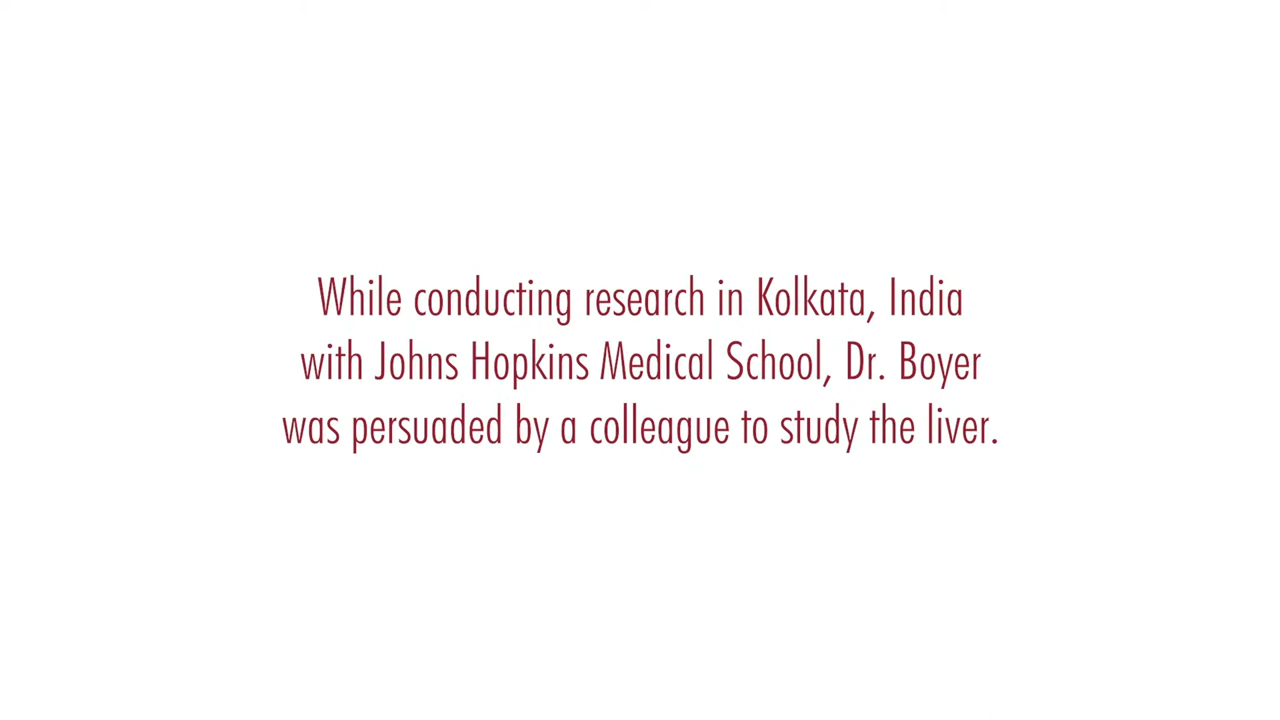 While conducting research in Kolkata, India
with Johns Hopkins Medical School, Dr. Boyer
was persuaded by a colleague to study the liver.